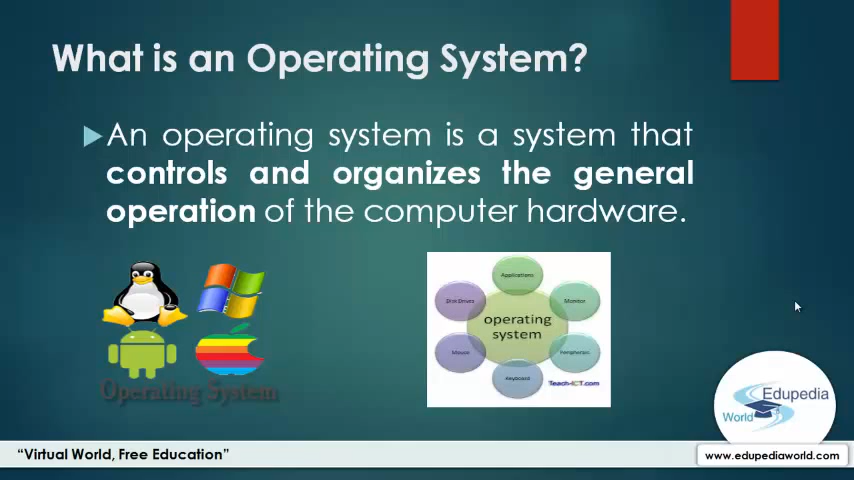 What is an Operating System?
An operating system is a system that
controls and organizes the general
operation of the computer hardware.
Operating System
Applications
Disk Drives
Monitor
operating
system
Mouse
Peripherals
Keyboard
Teach-ICT.com
Edupedia
World
"Virtual World, Free Education"
www.edupediaworld.com